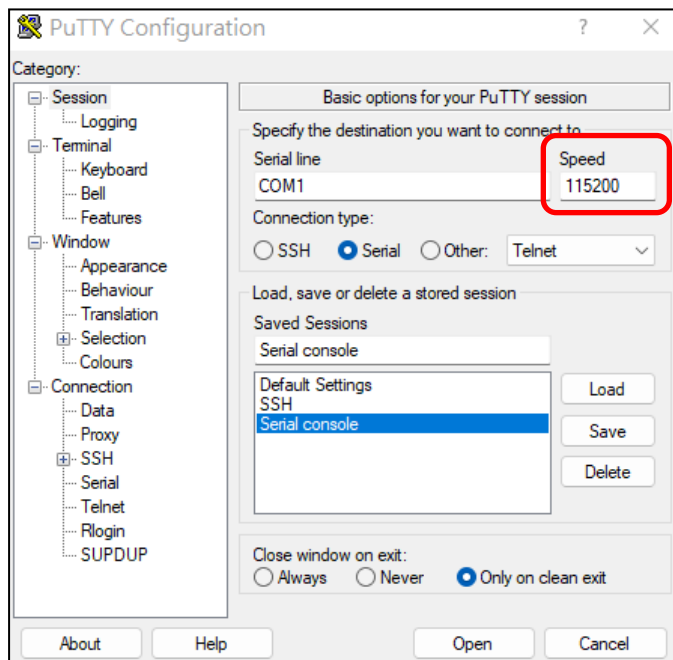 PuTTY Configuration
Category:
Session
Logging
Terminal
Keyboard
Bell
Features
Window
Appearance
Behaviour
Translation
Selection
Colours
Connection
Data
Proxy
SSH
Serial
Telnet
Rlogin
SUPDUP
Basic options for your PuTTY session
Specify the destination you want to connect to
Serial line
Speed
COM1
115200
Connection type:
SSH Serial Other: Telnet
Load, save or delete a stored session
Saved Sessions
Serial console
Default Settings
SSH
Serial console
Load
Save
Delete
Close window on exit:
Always Never Only on clean exit
About Help Open Cancel